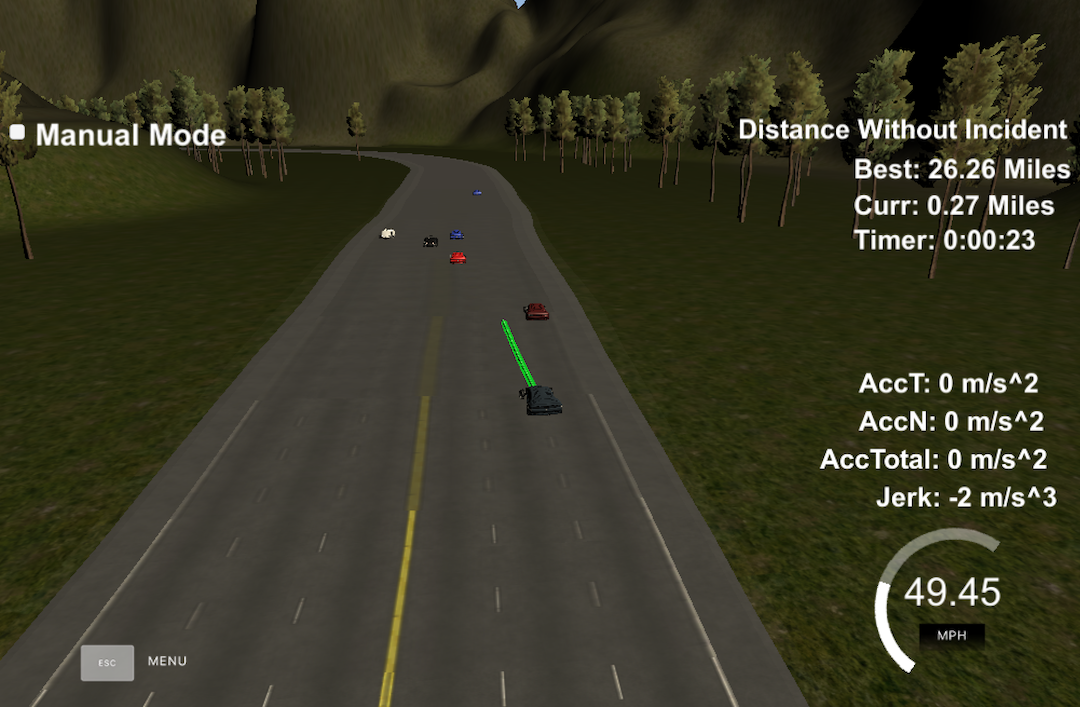 Manual Mode
Distance Without Incident
Best: 26.26 Miles
Curr: 0.27 Miles
Timer: 0:00:23
AccT: 0 m/s^2
AccN: 0 m/s^2
AccTotal: 0 m/s^2
Jerk: -2 m/s^3
49.45
MPH
ESC MENU